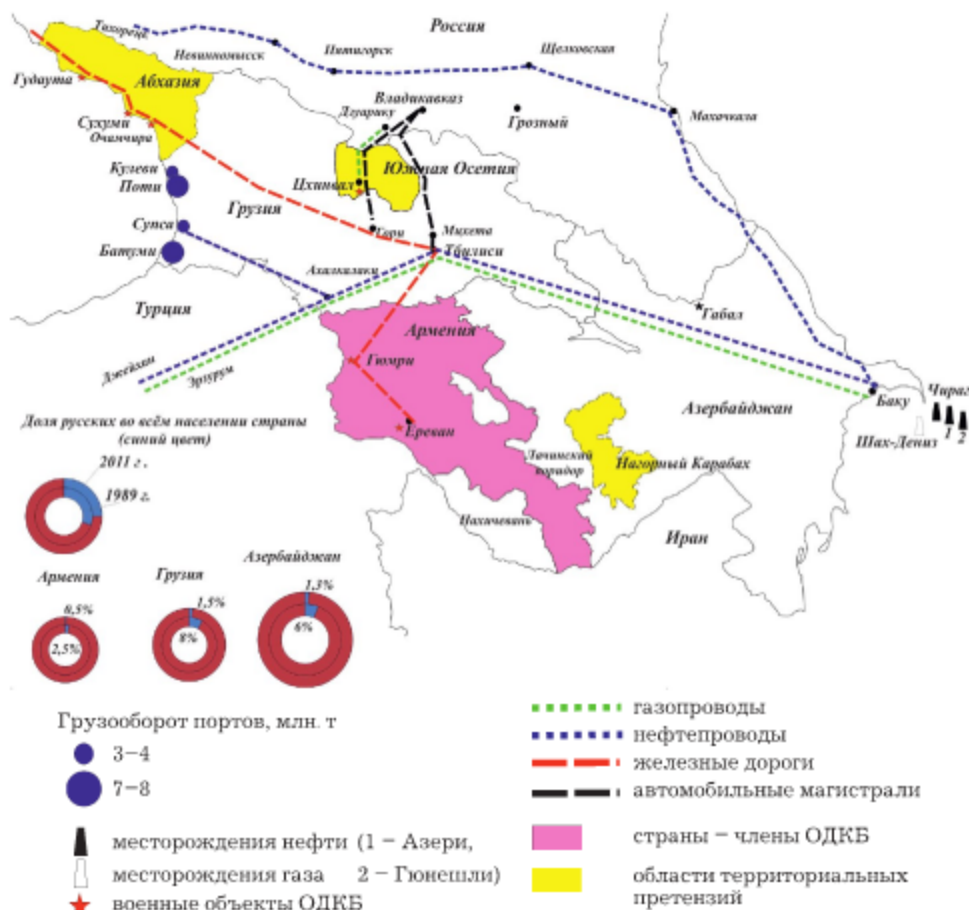 Россия
Тихорецк
Невинномысск
Пятигорск
Щелковская
Гудаута
Абхазия
Владикавказ
Дзуарику
Грозный
Махачкала
Сухуми
Очамчира
Кулеви
Поти
Цхинвал
Южная Осетия
Грузия
Супса
Гори
Мцхета
Тбилиси
Батуми
Ахалкалаки
Турция
Габал
Армения
Джейхан
Эрзурум
Гюмри
Баку
Чираг
1
2
Шах-Дениз
Азербайджан
Ереван
Лачинский
коридор
Нагорный Карабах
Нахичевань
Иран
Доля русских во всём населении страны
(синий цвет)
2011 г.
1989 г.
Армения
0,5%
2,5%
Грузия
1,5%
8%
Азербайджан
1,3%
6%
Грузооборот портов, млн. т
3–4
7–8
месторождения нефти (1 – Азери,
месторождения газа 2 – Гюнешли)
военные объекты ОДКБ
газопроводы
нефтепроводы
железные дороги
автомобильные магистрали
страны – члены ОДКБ
области территориальных
претензий